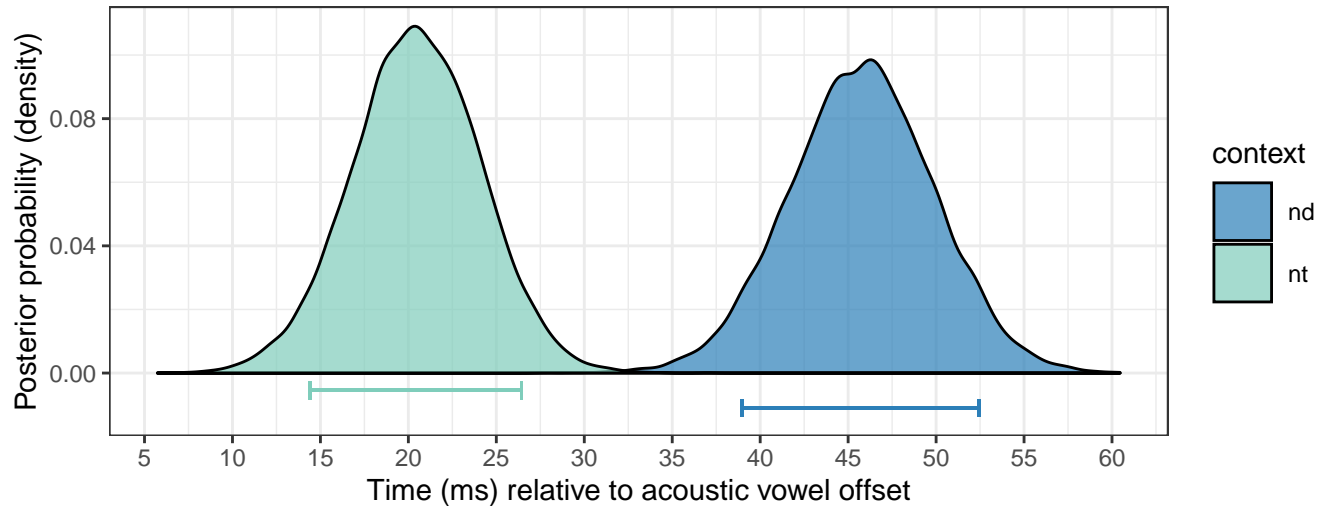 Posterior probability (density)
0.08
0.04
0.00
5 10 15 20 25 30 35 40 45 50 55 60
Time (ms) relative to acoustic vowel offset
context
nd
nt